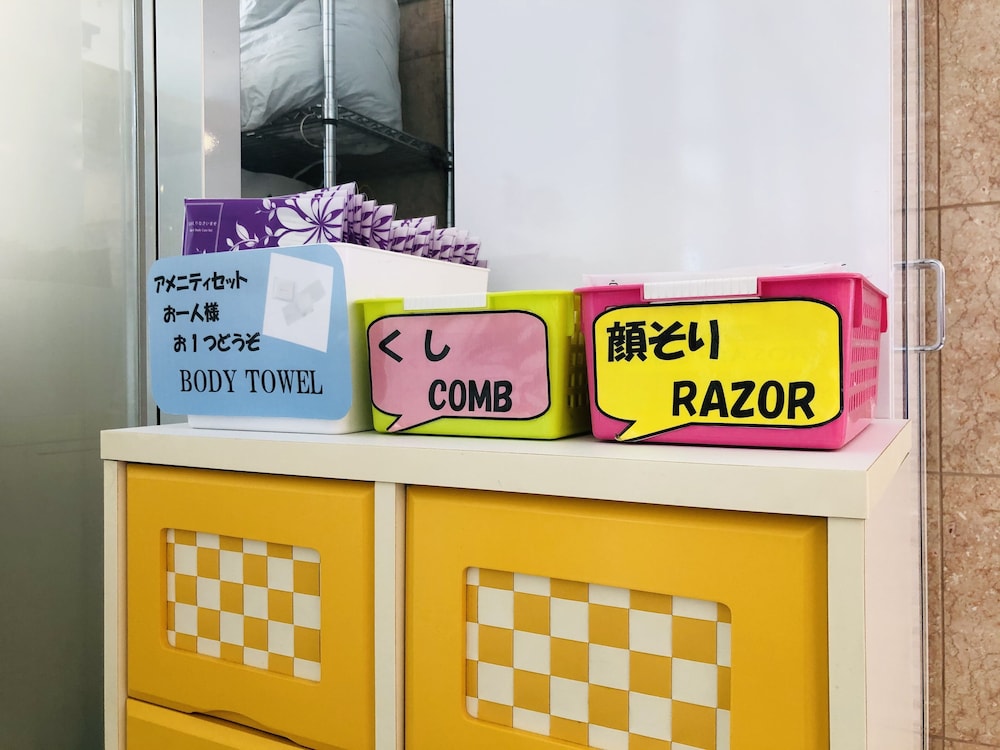 アメニティセット
お一人様
お1つどうぞ
BODY TOWEL
くし
COMB
顔そり
RAZOR